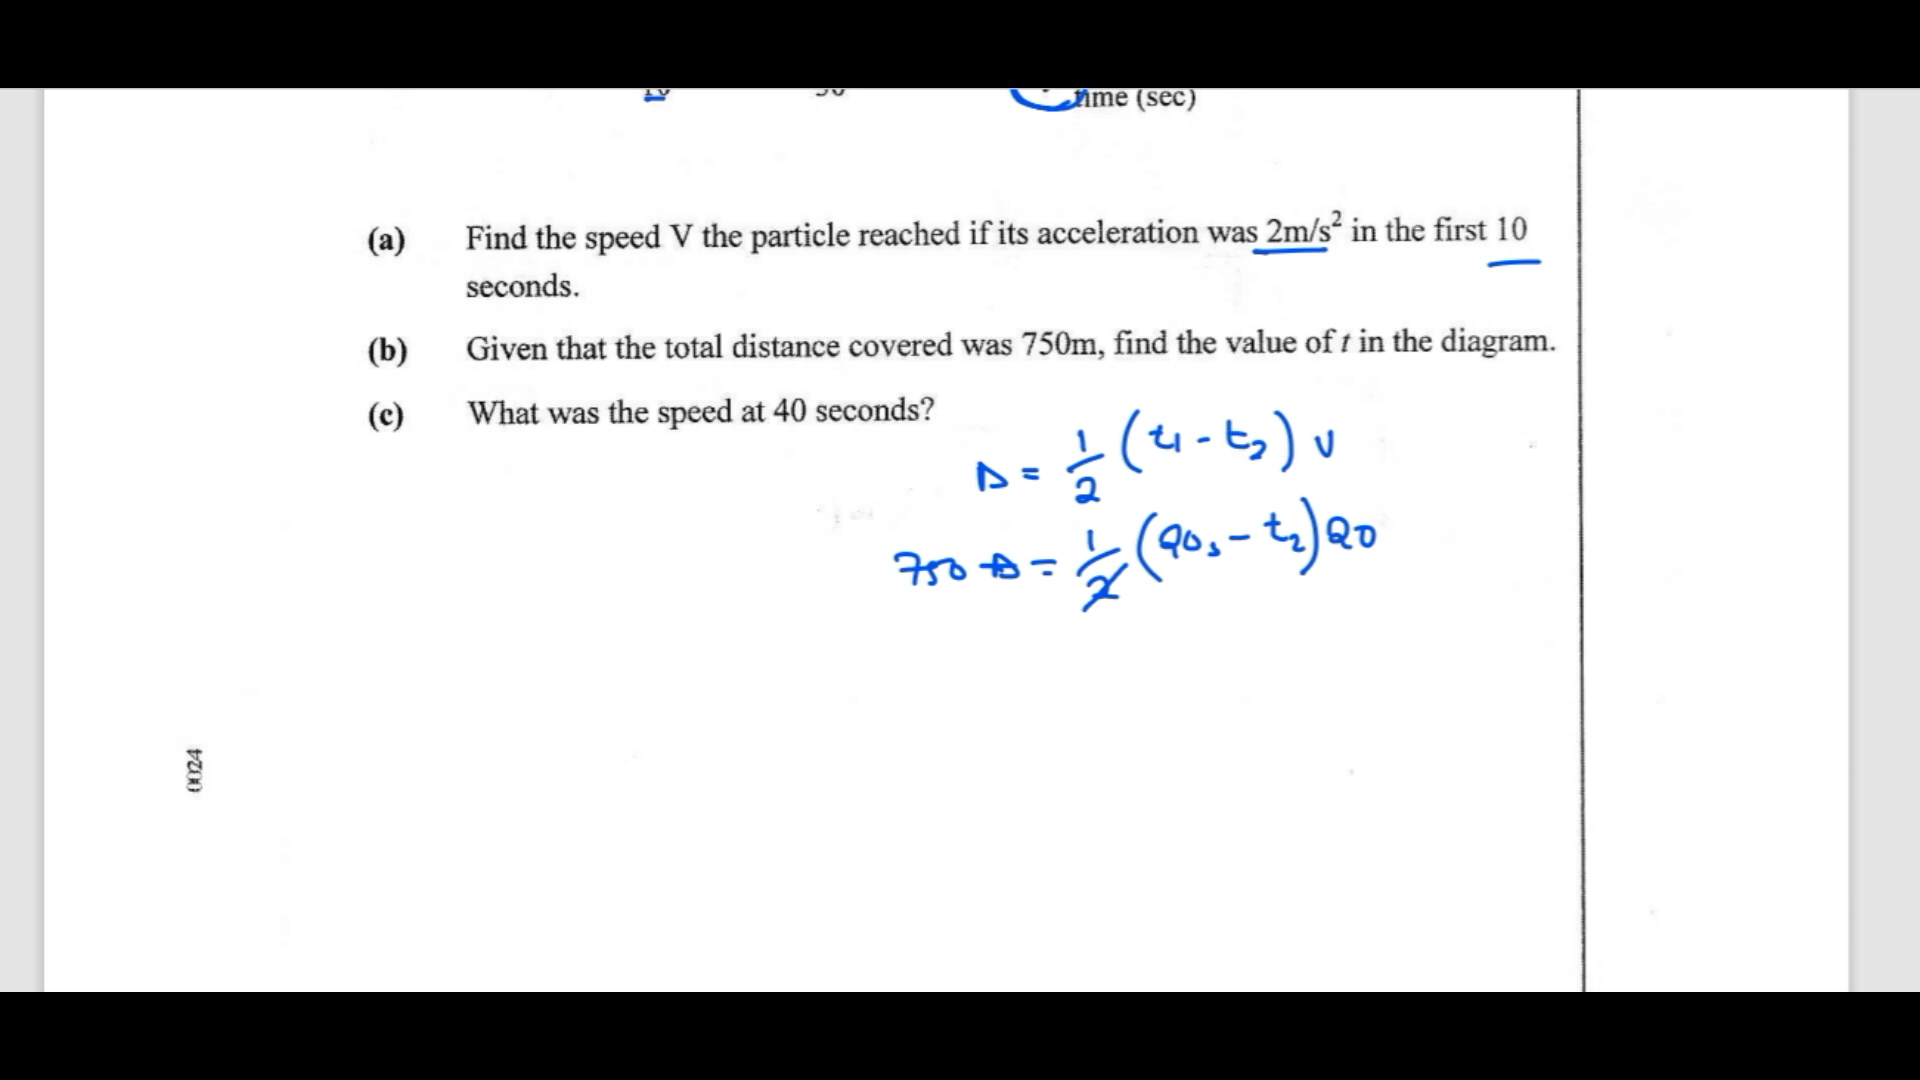 time (sec)
(a) Find the speed V the particle reached if its acceleration was 2m/s² in the first 10
seconds.
(b) Given that the total distance covered was 750m, find the value of t in the diagram.
(c) What was the speed at 40 seconds?
D = 1/2 (t1 - t2) V
750 = 1/2 ( - t2) 20
0024